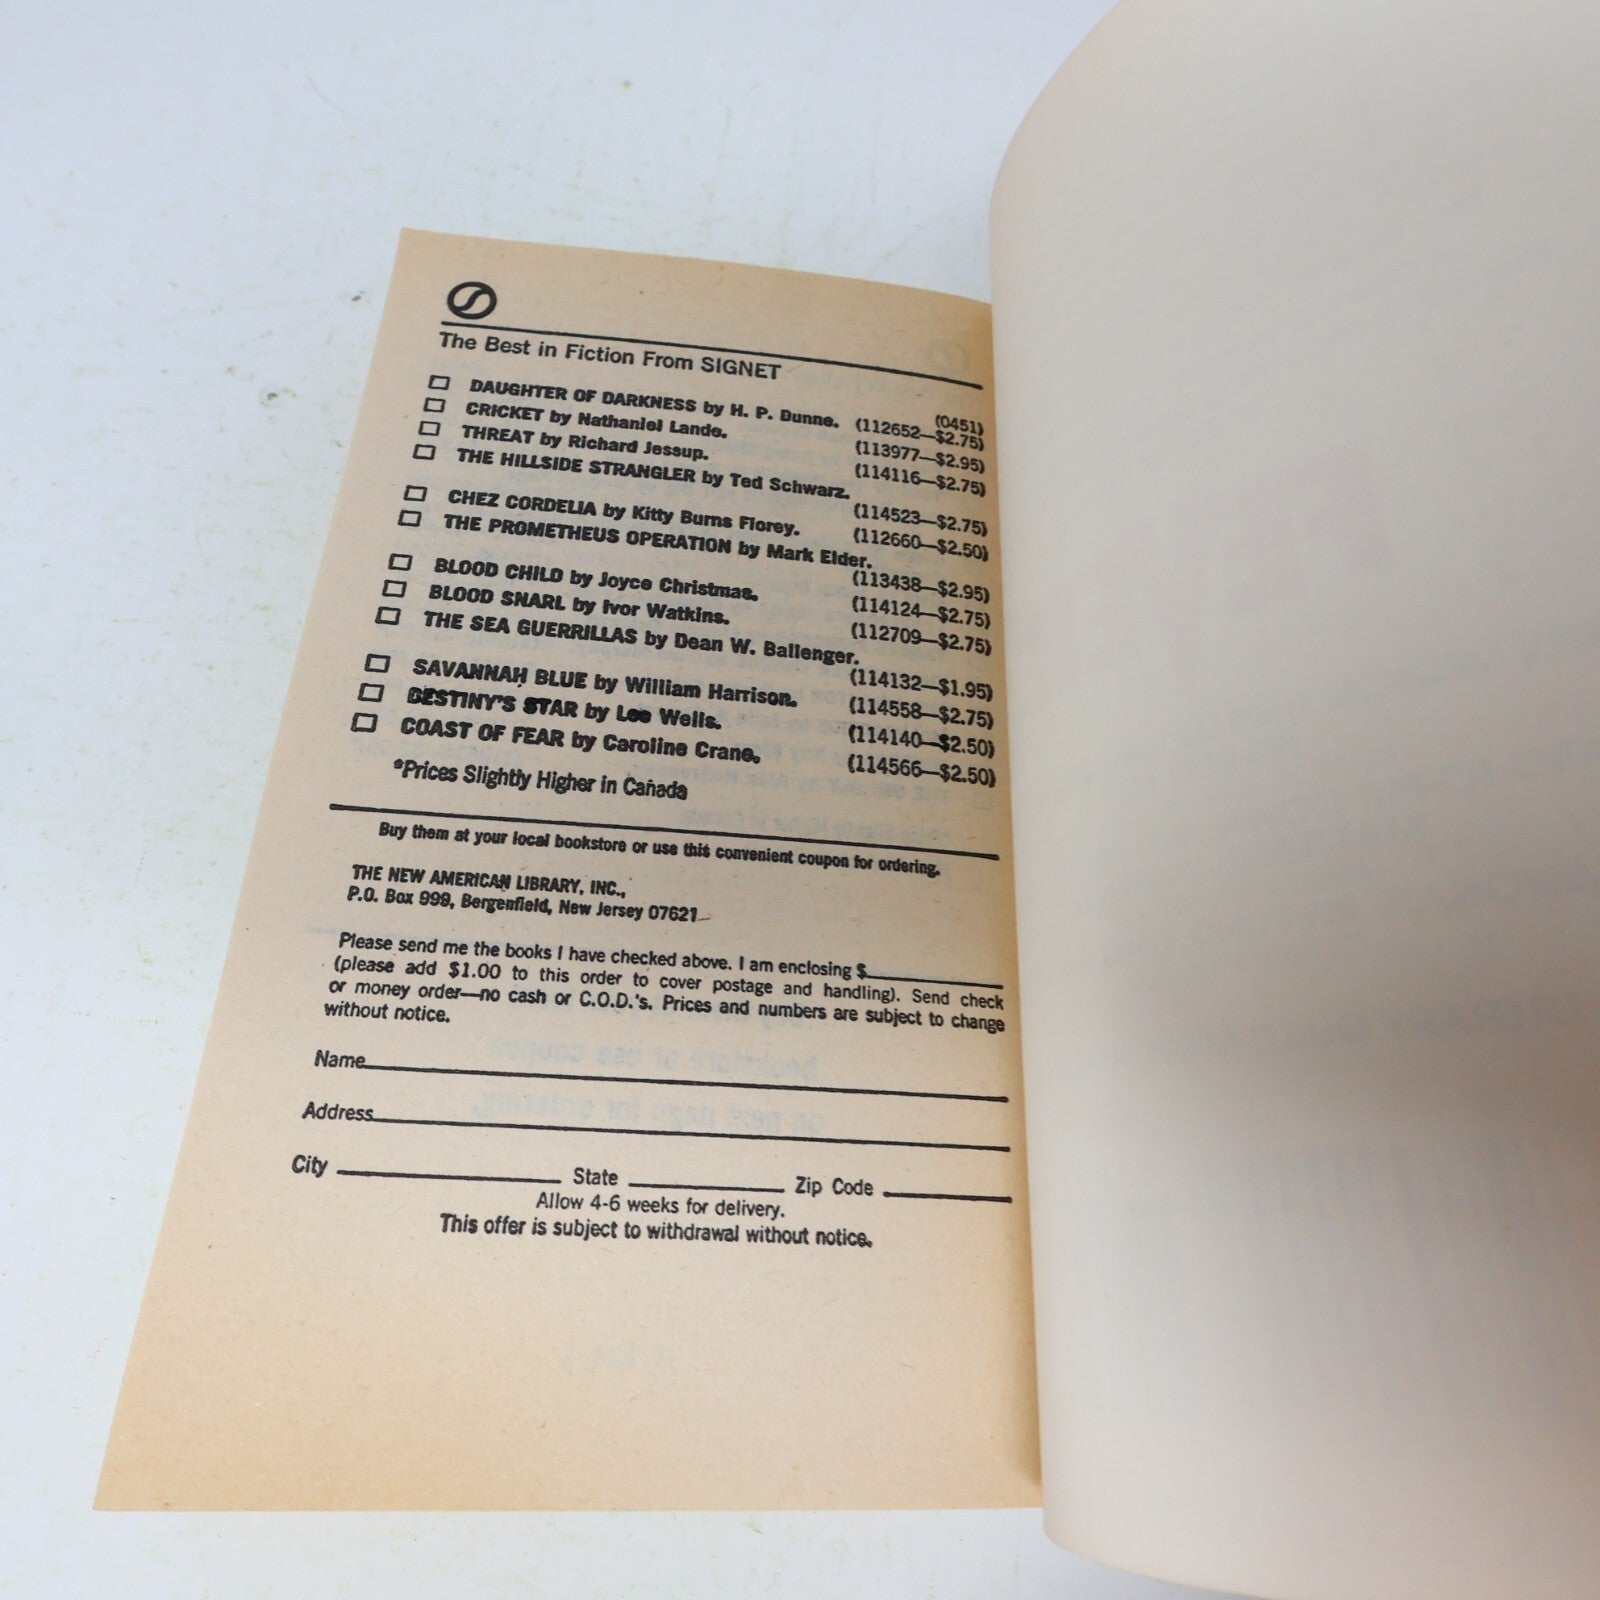 The Best in Fiction From SIGNET
(0451)
DAUGHTER OF DARKNESS by H. P. Dunne. (112652—$2.75)
CRICKET by Nathaniel Lande. (113977—$2.95)
THREAT by Richard Jessup. (114116—$2.75)
THE HILLSIDE STRANGLER by Ted Schwarz.
(114523—$2.75)
CHEZ CORDELIA by Kitty Burns Florey. (112660—$2.50)
THE PROMETHEUS OPERATION by Mark Elder.
(113438—$2.95)
BLOOD CHILD by Joyce Christmas. (114124—$2.75)
BLOOD SNARL by Ivor Watkins. (112709—$2.75)
THE SEA GUERRILLAS by Dean W. Ballenger.
(114132—$1.95)
SAVANNAH BLUE by William Harrison. (114558—$2.75)
DESTINY'S STAR by Lee Wells. (114140—$2.50)
COAST OF FEAR by Caroline Crane. (114566—$2.50)
*Prices Slightly Higher in Canada
Buy them at your local bookstore or use this convenient coupon for ordering.
THE NEW AMERICAN LIBRARY, INC.,
P.O. Box 999, Bergenfield, New Jersey 07621
Please send me the books I have checked above. I am enclosing $
(please add $1.00 to this order to cover postage and handling). Send check
or money order—no cash or C.O.D.'s. Prices and numbers are subject to change
without notice.
Name
Address
City State Zip Code
Allow 4-6 weeks for delivery.
This offer is subject to withdrawal without notice.